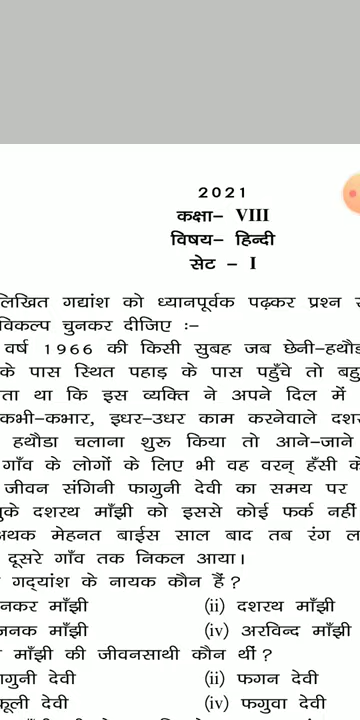 2021
कक्षा– VIII
विषय– हिन्दी
सेट – I
लिखित गद्यांश को ध्यानपूर्वक पढ़कर प्रश्न
विकल्प चुनकर दीजिए :–
वर्ष 1966 की किसी सुबह जब छेनी–हथौड
के पास स्थित पहाड़ के पास पहुँचे तो बहु
ता था कि इस व्यक्ति ने अपने दिल में
कभी–कभार, इधर–उधर काम करनेवाले दशर
हथौडा चलाना शुरू किया तो आने–जाने
गाँव के लोगों के लिए भी वह वरन् हँसी के
जीवन संगिनी फागुनी देवी का समय पर
चुके दशरथ माँझी को इससे कोई फर्क नहीं
अथक मेहनत बाईस साल बाद तब रंग ल
दूसरे गाँव तक निकल आया।
गद्यांश के नायक कौन हैं ?
नकर माँझी (ii) दशरथ माँझी
जनक माँझी (iv) अरविन्द माँझी
माँझी की जीवनसाथी कौन थीं ?
ागुनी देवी (ii) फगन देवी
फूली देवी (iv) फगुवा देवी